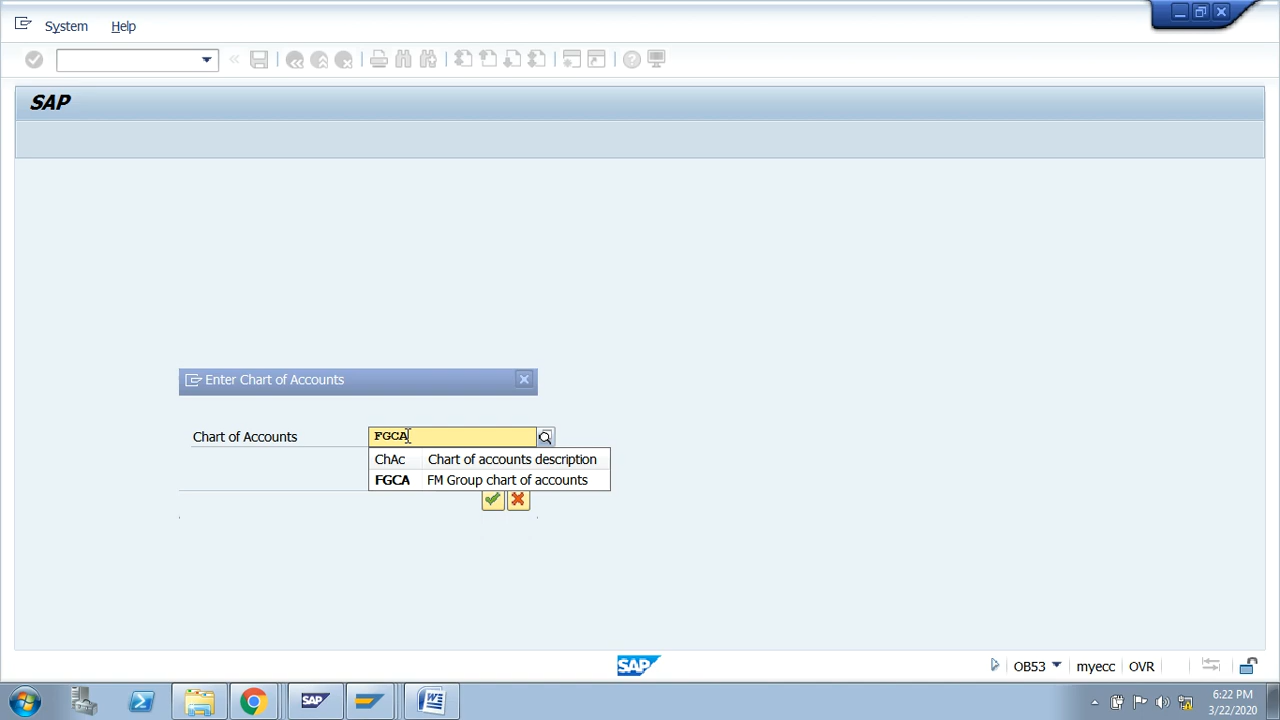 System Help
SAP
Enter Chart of Accounts
Chart of Accounts FGCA
ChAc Chart of accounts description
FGCA FM Group chart of accounts
SAP
OB53 myecc OVR
SAP
6:22 PM
3/22/2020